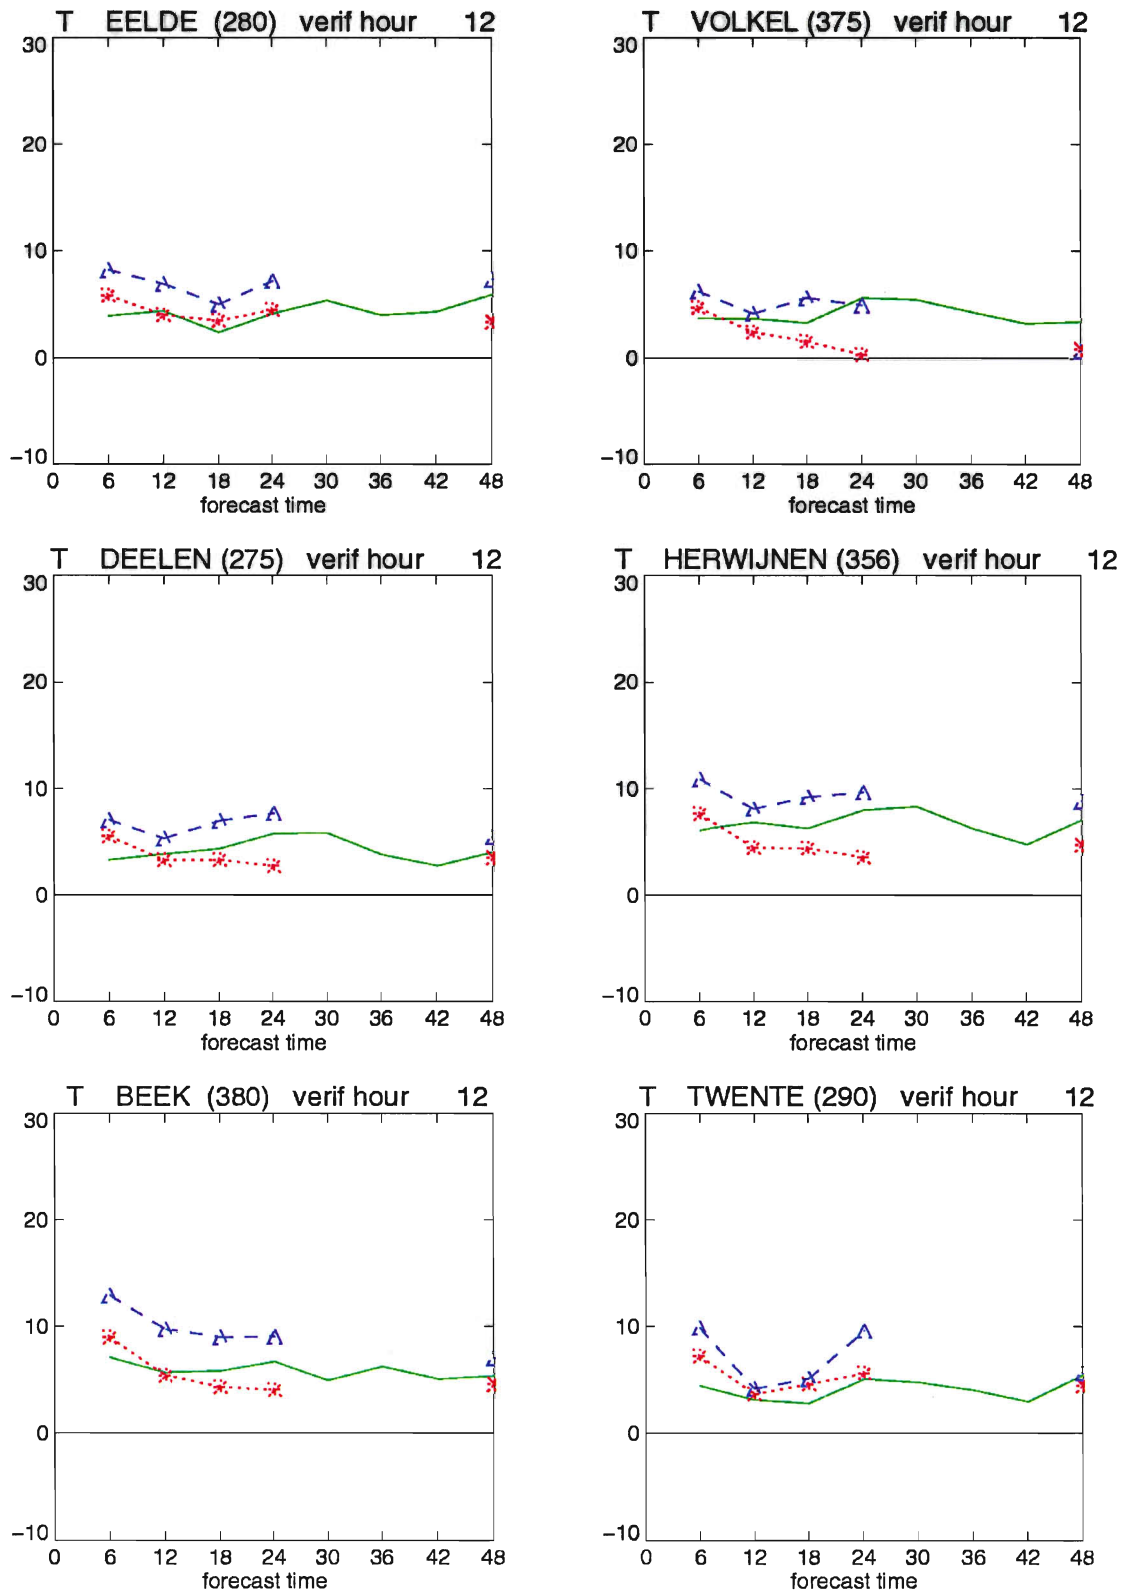 T EELDE (280) verif hour 12
30
20
10
0
−10
0 6 12 18 24 30 36 42 48
forecast time
T VOLKEL (375) verif hour 12
30
20
10
0
−10
0 6 12 18 24 30 36 42 48
forecast time
T DEELEN (275) verif hour 12
30
20
10
0
−10
0 6 12 18 24 30 36 42 48
forecast time
T HERWIJNEN (356) verif hour 12
30
20
10
0
−10
0 6 12 18 24 30 36 42 48
forecast time
T BEEK (380) verif hour 12
30
20
10
0
−10
0 6 12 18 24 30 36 42 48
forecast time
T TWENTE (290) verif hour 12
30
20
10
0
−10
0 6 12 18 24 30 36 42 48
forecast time